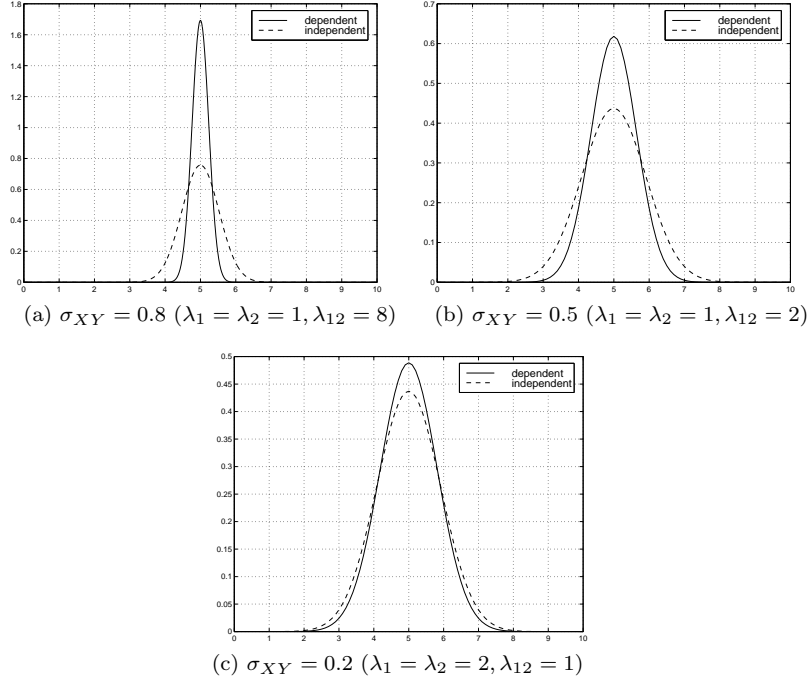 1.8
1.6
1.4
1.2
1
0.8
0.6
0.4
0.2
0
0 1 2 3 4 5 6 7 8 9 10
dependent
independent
(a) σ_XY = 0.8 (λ1 = λ2 = 1, λ12 = 8)
0.7
0.6
0.5
0.4
0.3
0.2
0.1
0
0 1 2 3 4 5 6 7 8 9 10
dependent
independent
(b) σ_XY = 0.5 (λ1 = λ2 = 1, λ12 = 2)
0.5
0.45
0.4
0.35
0.3
0.25
0.2
0.15
0.1
0.05
0
0 1 2 3 4 5 6 7 8 9 10
dependent
independent
(c) σ_XY = 0.2 (λ1 = λ2 = 2, λ12 = 1)